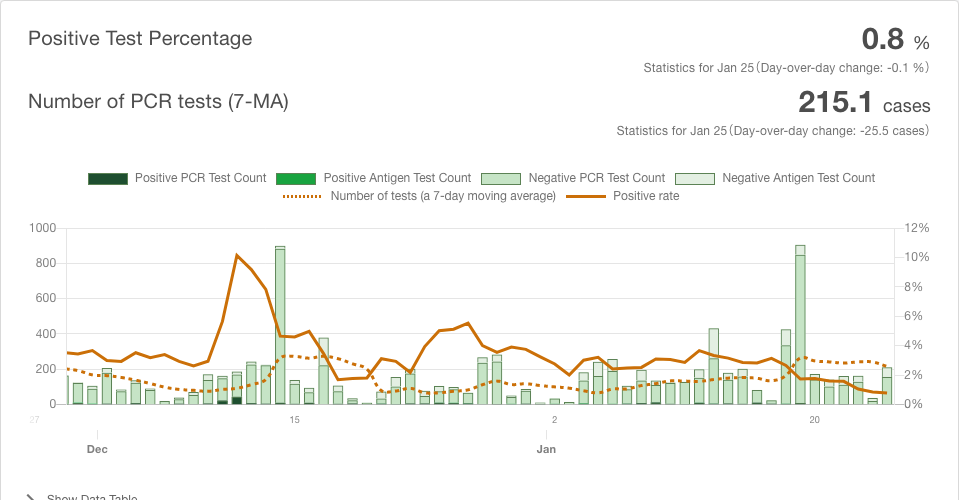 Positive Test Percentage
0.8 %
Statistics for Jan 25(Day-over-day change: -0.1 %)
Number of PCR tests (7-MA)
215.1 cases
Statistics for Jan 25(Day-over-day change: -25.5 cases)
Positive PCR Test Count
Positive Antigen Test Count
Negative PCR Test Count
Negative Antigen Test Count
Number of tests (a 7-day moving average)
Positive rate
1000
800
600
400
200
0
12%
10%
8%
6%
4%
2%
0%
27
15
2
20
Dec
Jan
Show Data Table